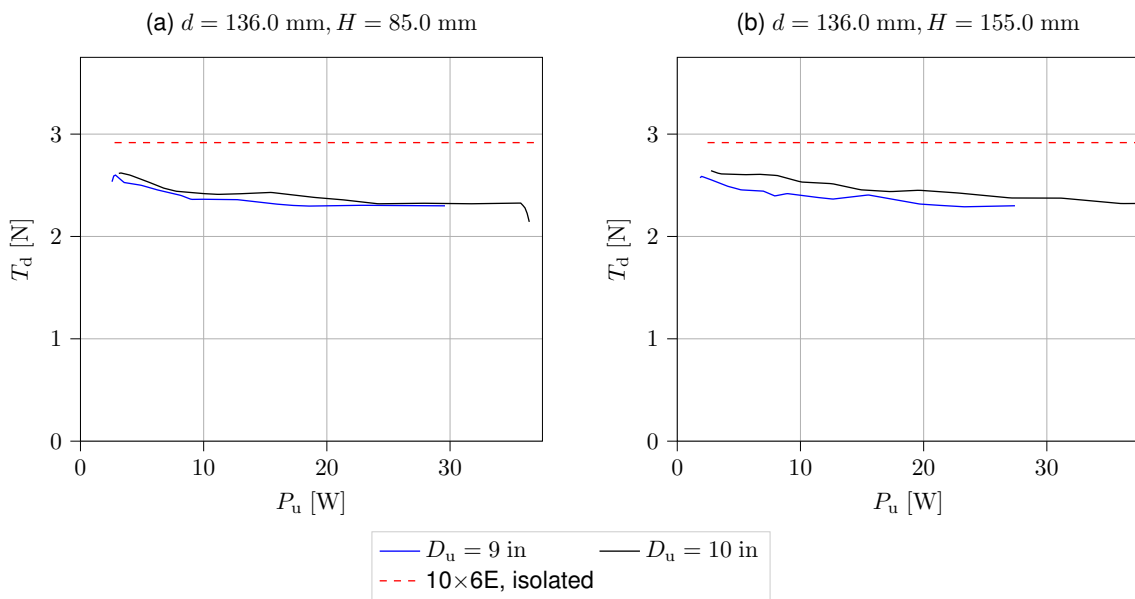 (a) d = 136.0 mm, H = 85.0 mm
(b) d = 136.0 mm, H = 155.0 mm
3
2
1
0
T_d [N]
0 10 20 30
P_u [W]
3
2
1
0
T_d [N]
0 10 20 30
P_u [W]
D_u = 9 in
D_u = 10 in
10×6E, isolated